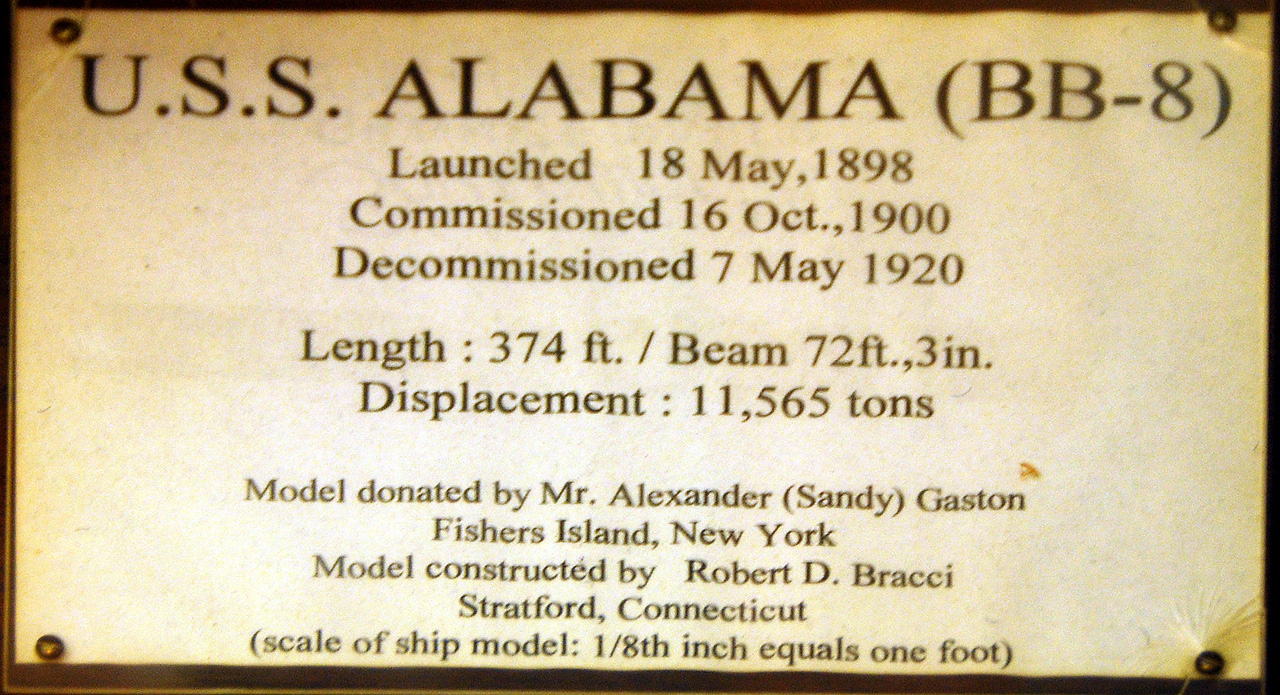 U.S.S. ALABAMA (BB-8)
Launched 18 May,1898
Commissioned 16 Oct.,1900
Decommissioned 7 May 1920
Length : 374 ft. / Beam 72ft.,3in.
Displacement : 11,565 tons
Model donated by Mr. Alexander (Sandy) Gaston
Fishers Island, New York
Model constructed by Robert D. Bracci
Stratford, Connecticut
(scale of ship model: 1/8th inch equals one foot)